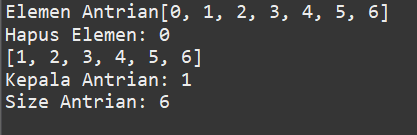 Elemen Antrian[0, 1, 2, 3, 4, 5, 6]
Hapus Elemen: 0
[1, 2, 3, 4, 5, 6]
Kepala Antrian: 1
Size Antrian: 6